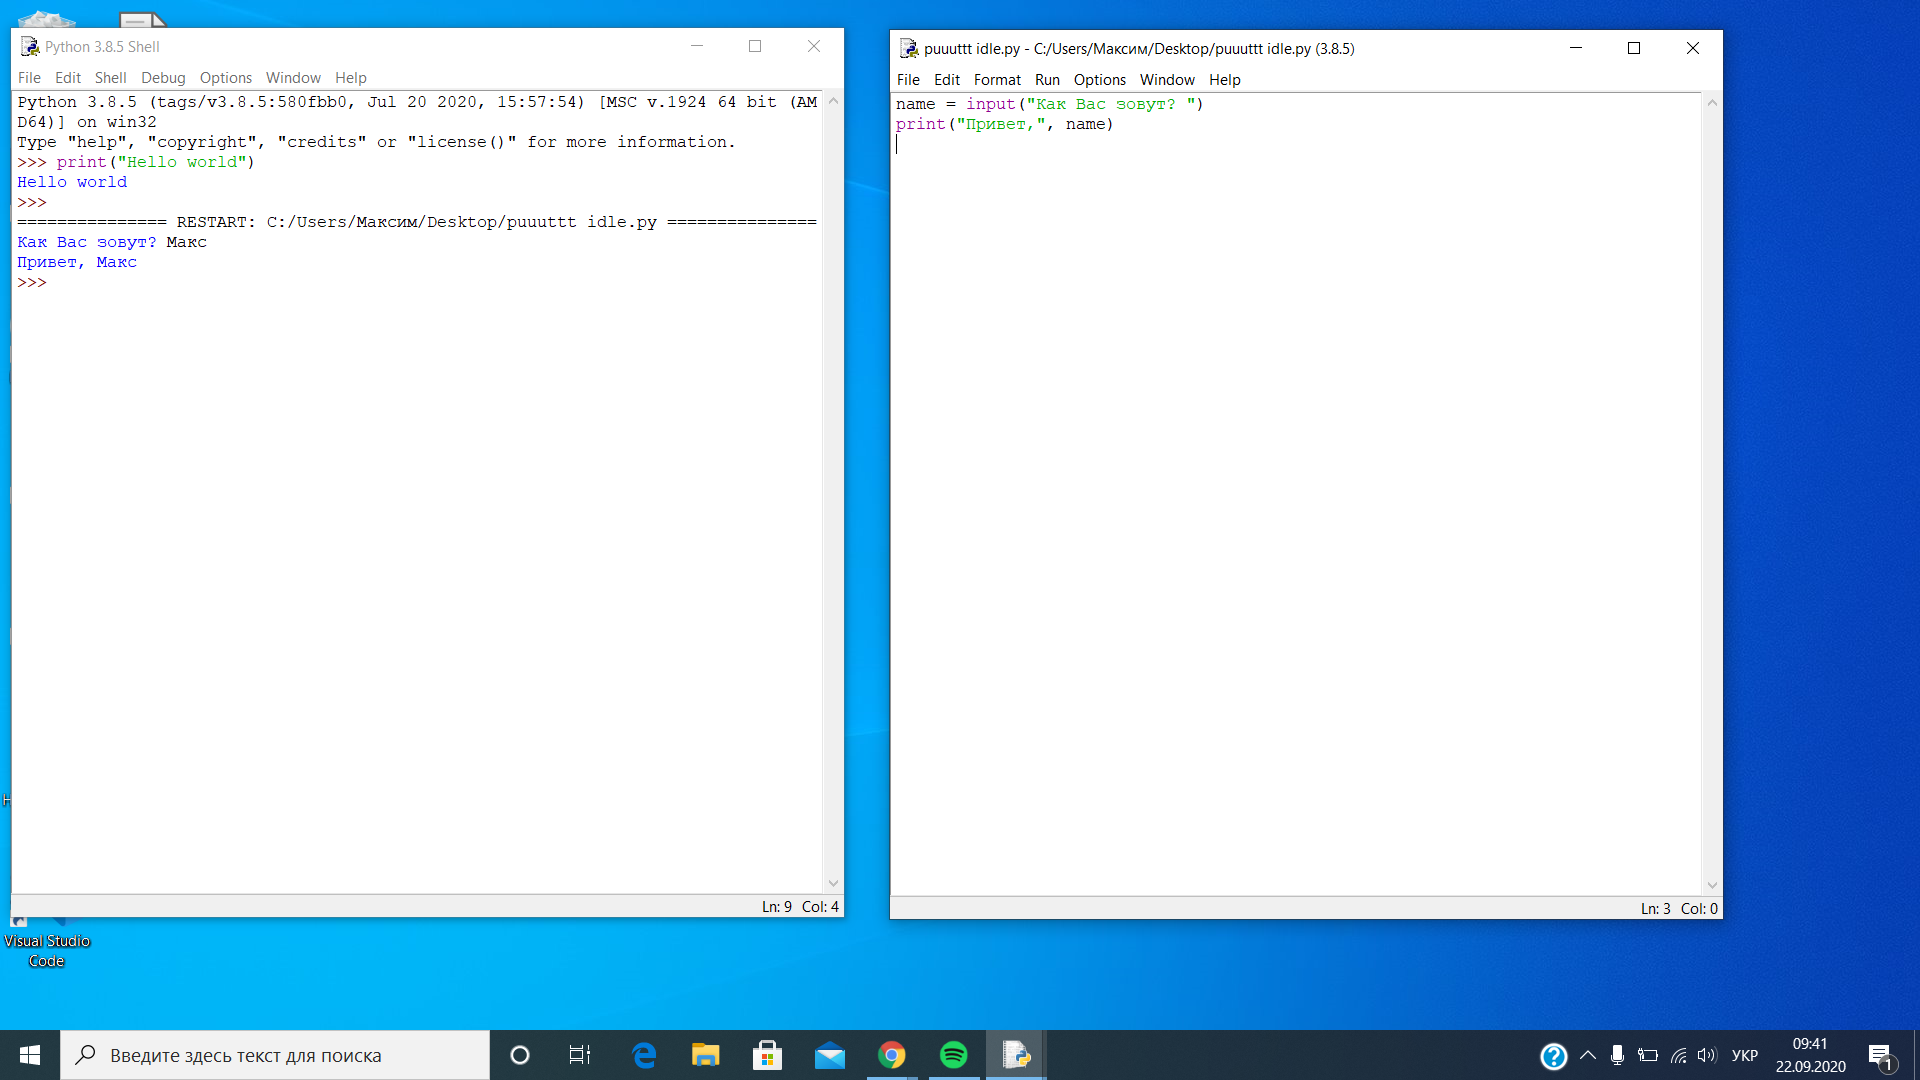 Python 3.8.5 Shell
File Edit Shell Debug Options Window Help
Python 3.8.5 (tags/v3.8.5:580fbb0, Jul 20 2020, 15:57:54) [MSC v.1924 64 bit (AM
D64)] on win32
Type "help", "copyright", "credits" or "license()" for more information.
>>> print("Hello world")
Hello world
>>>
=============== RESTART: C:/Users/Максим/Desktop/puuuttt idle.py ===============
Как Вас зовут? Макс
Привет, Макс
>>>
Ln: 9 Col: 4
puuuttt idle.py - C:/Users/Максим/Desktop/puuuttt idle.py (3.8.5)
File Edit Format Run Options Window Help
name = input("Как Вас зовут? ")
print("Привет,", name)
Ln: 3 Col: 0
Visual Studio
Code
Введите здесь текст для поиска
УКР
09:41
22.09.2020
1